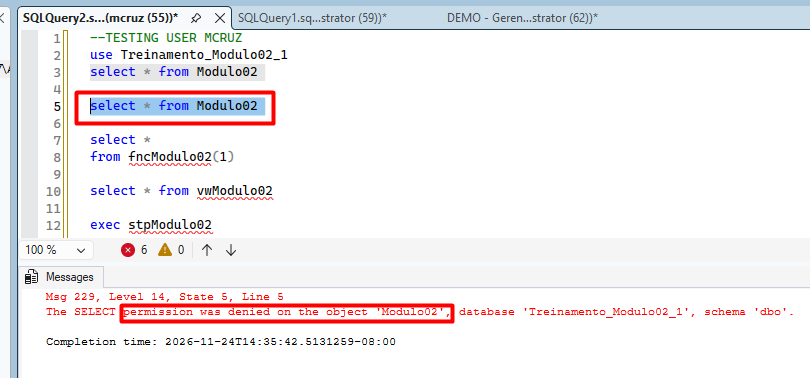 SQLQuery2.s...(mcruz (55))*
SQLQuery1.sq...strator (59))*
DEMO - Geren...strator (62))*
1 --TESTING USER MCRUZ
2 use Treinamento_Modulo02_1
3 select * from Modulo02
4
5 select * from Modulo02
6
7 select *
8 from fncModulo02(1)
9
10 select * from vwModulo02
11
12 exec stpModulo02
100 %
6
0
Messages
Msg 229, Level 14, State 5, Line 5
The SELECT permission was denied on the object 'Modulo02', database 'Treinamento_Modulo02_1', schema 'dbo'.
Completion time: 2026-11-24T14:35:42.5131259-08:00